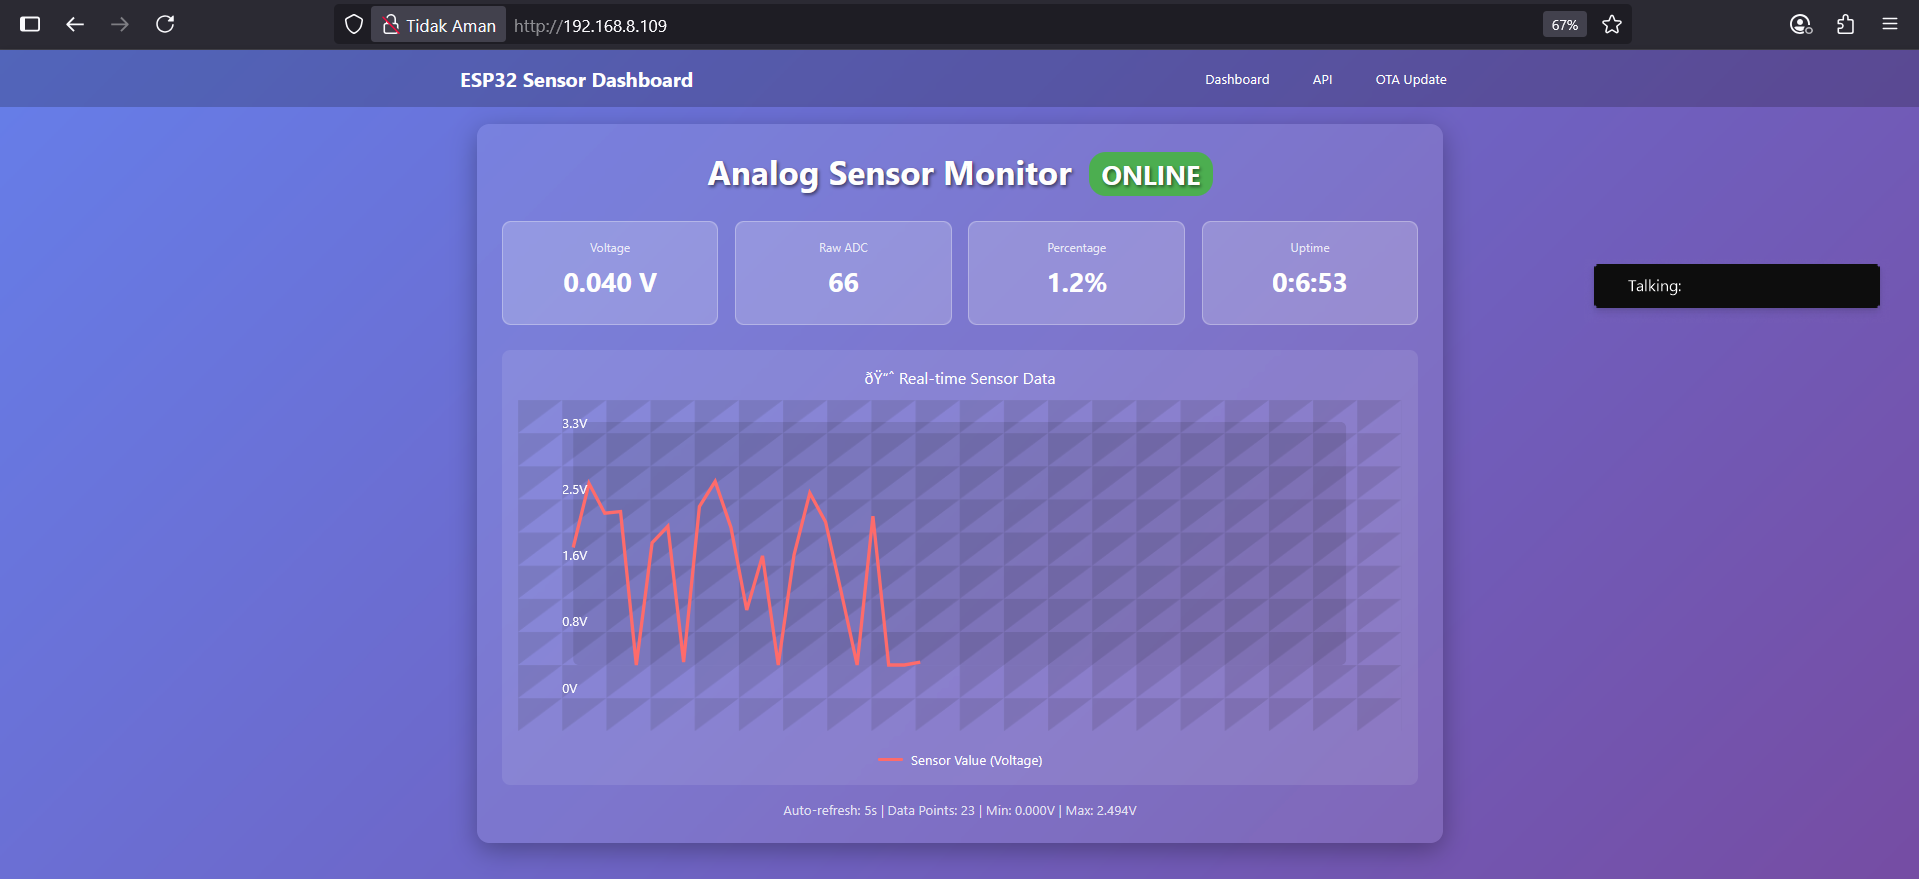 Tidak Aman http://192.168.8.109 67%
ESP32 Sensor Dashboard Dashboard API OTA Update
Analog Sensor Monitor ONLINE
Voltage Raw ADC Percentage Uptime
0.040 V 66 1.2% 0:6:53
Talking:
ðŸ“ˆ Real-time Sensor Data
3.3V
2.5V
1.6V
0.8V
0V
Sensor Value (Voltage)
Auto-refresh: 5s | Data Points: 23 | Min: 0.000V | Max: 2.494V